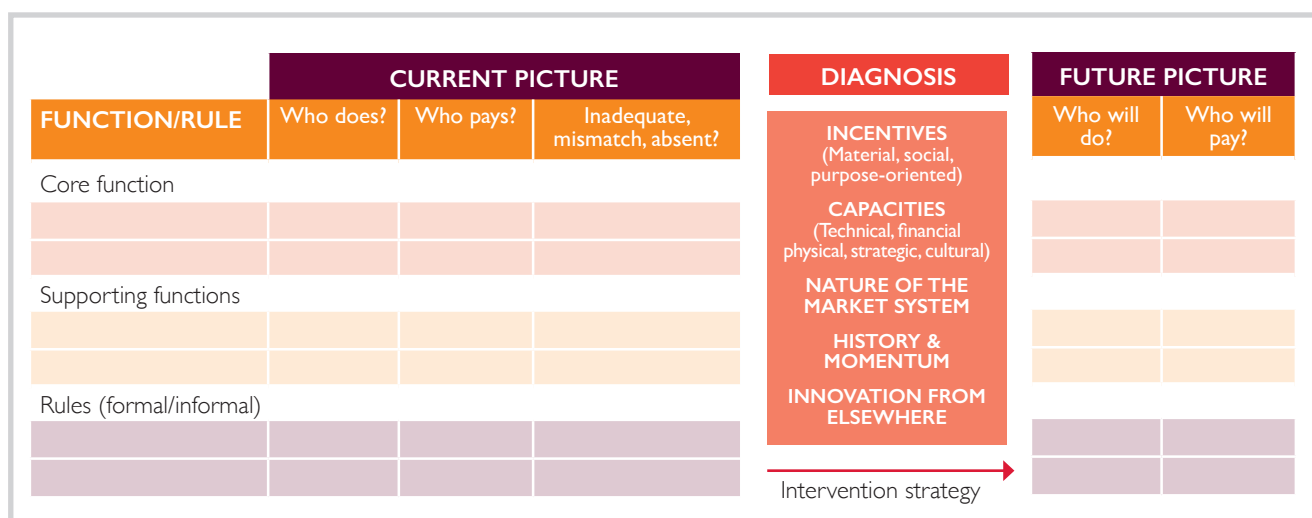 CURRENT PICTURE
FUNCTION/RULE
Who does?
Who pays?
Inadequate,
mismatch, absent?
Core function
Supporting functions
Rules (formal/informal)
DIAGNOSIS
INCENTIVES
(Material, social,
purpose-oriented)
CAPACITIES
(Technical, financial
physical, strategic, cultural)
NATURE OF THE
MARKET SYSTEM
HISTORY &
MOMENTUM
INNOVATION FROM
ELSEWHERE
Intervention strategy
FUTURE PICTURE
Who will
do?
Who will
pay?